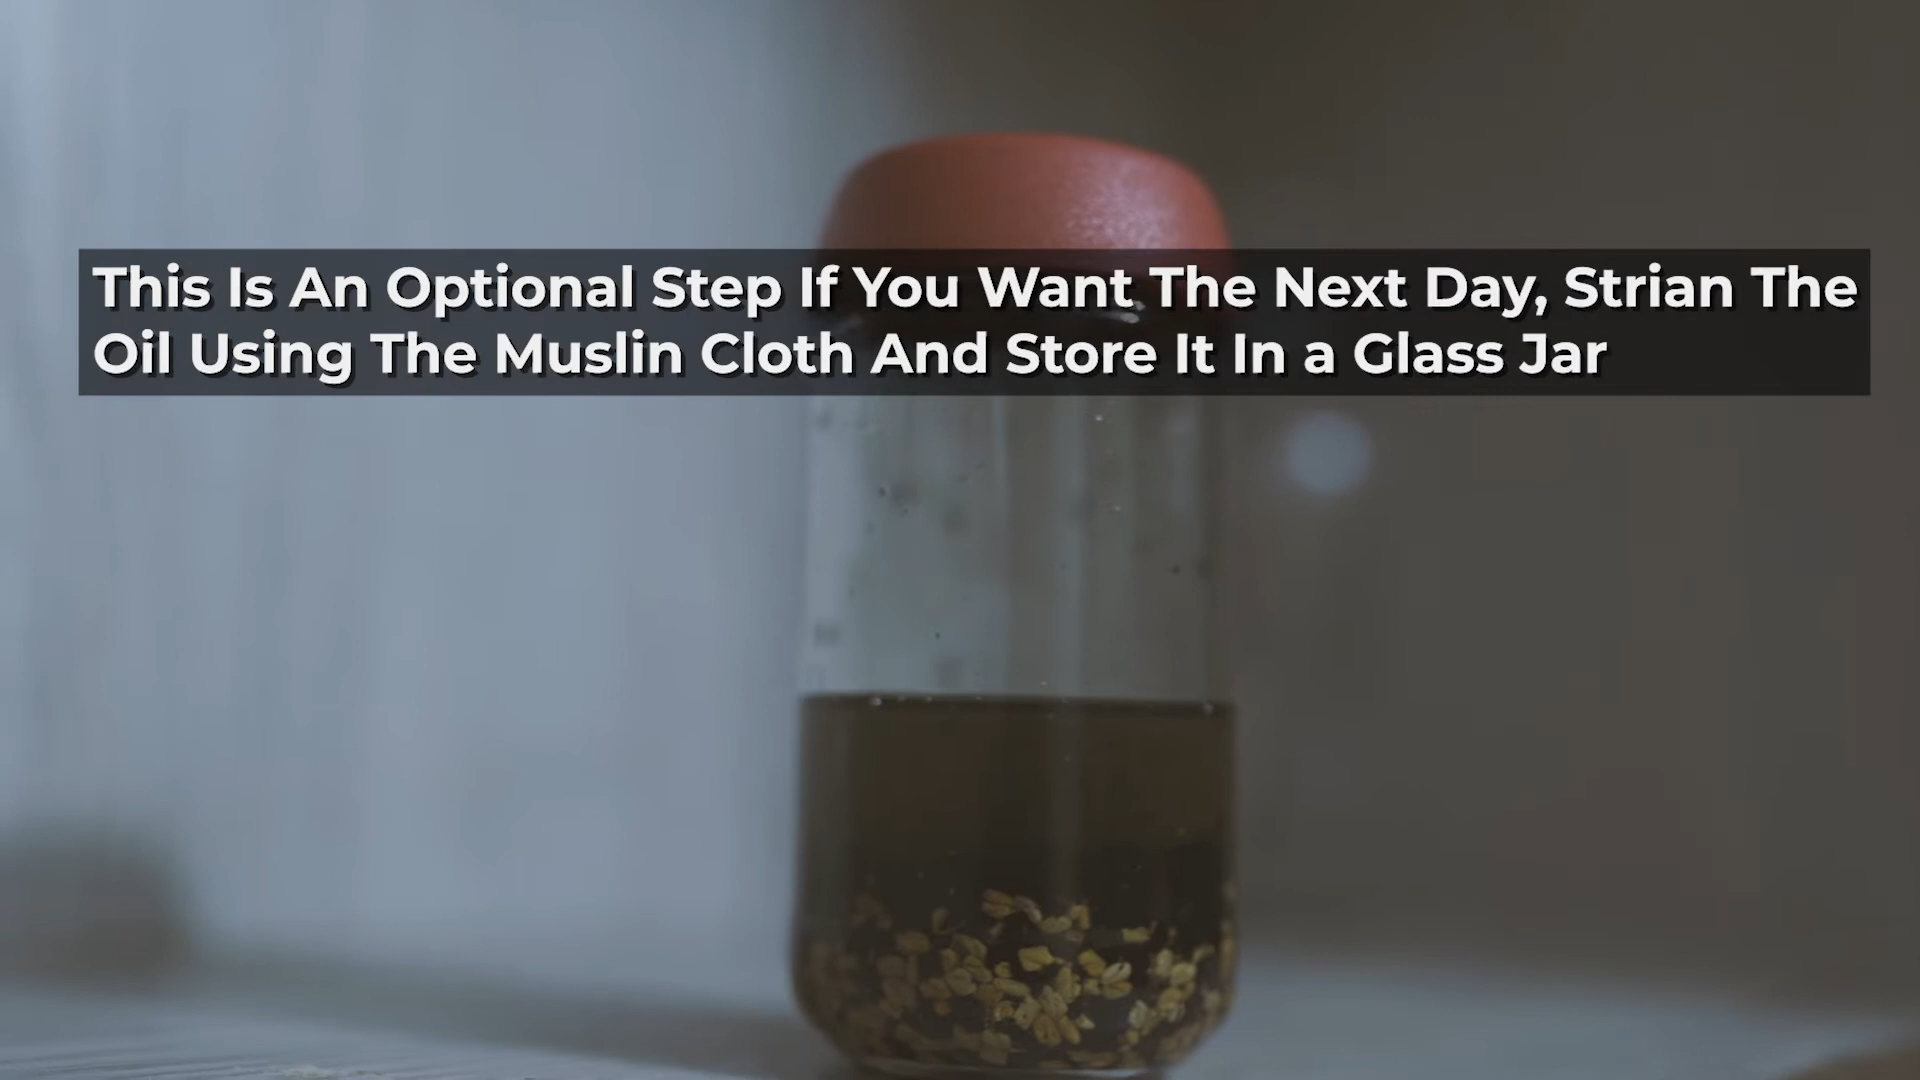 This Is An Optional Step If You Want The Next Day, Strian The
Oil Using The Muslin Cloth And Store It In a Glass Jar